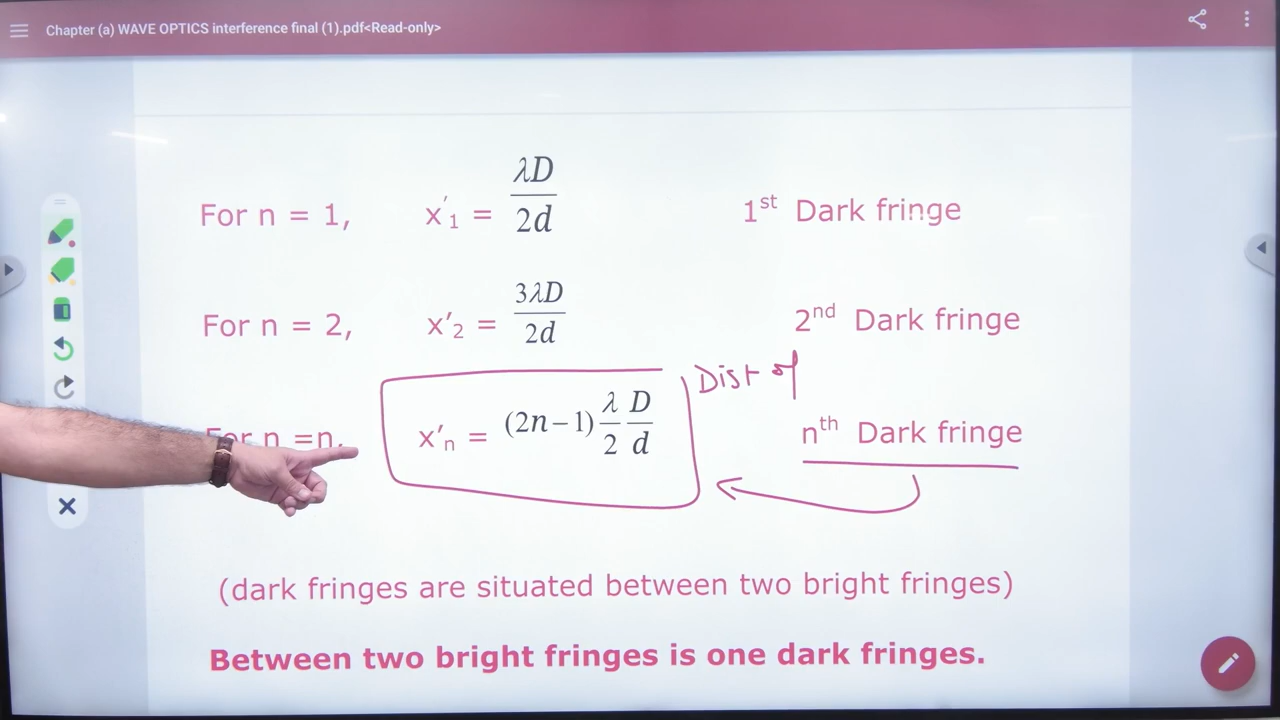 Chapter (a) WAVE OPTICS interference final (1).pdf<Read-only>
For n = 1, x′₁ = λD/2d 1st Dark fringe
For n = 2, x′₂ = 3λD/2d 2nd Dark fringe
Dist of
For n =n, x′ₙ = (2n−1) λ/2 D/d nth Dark fringe
(dark fringes are situated between two bright fringes)
Between two bright fringes is one dark fringes.